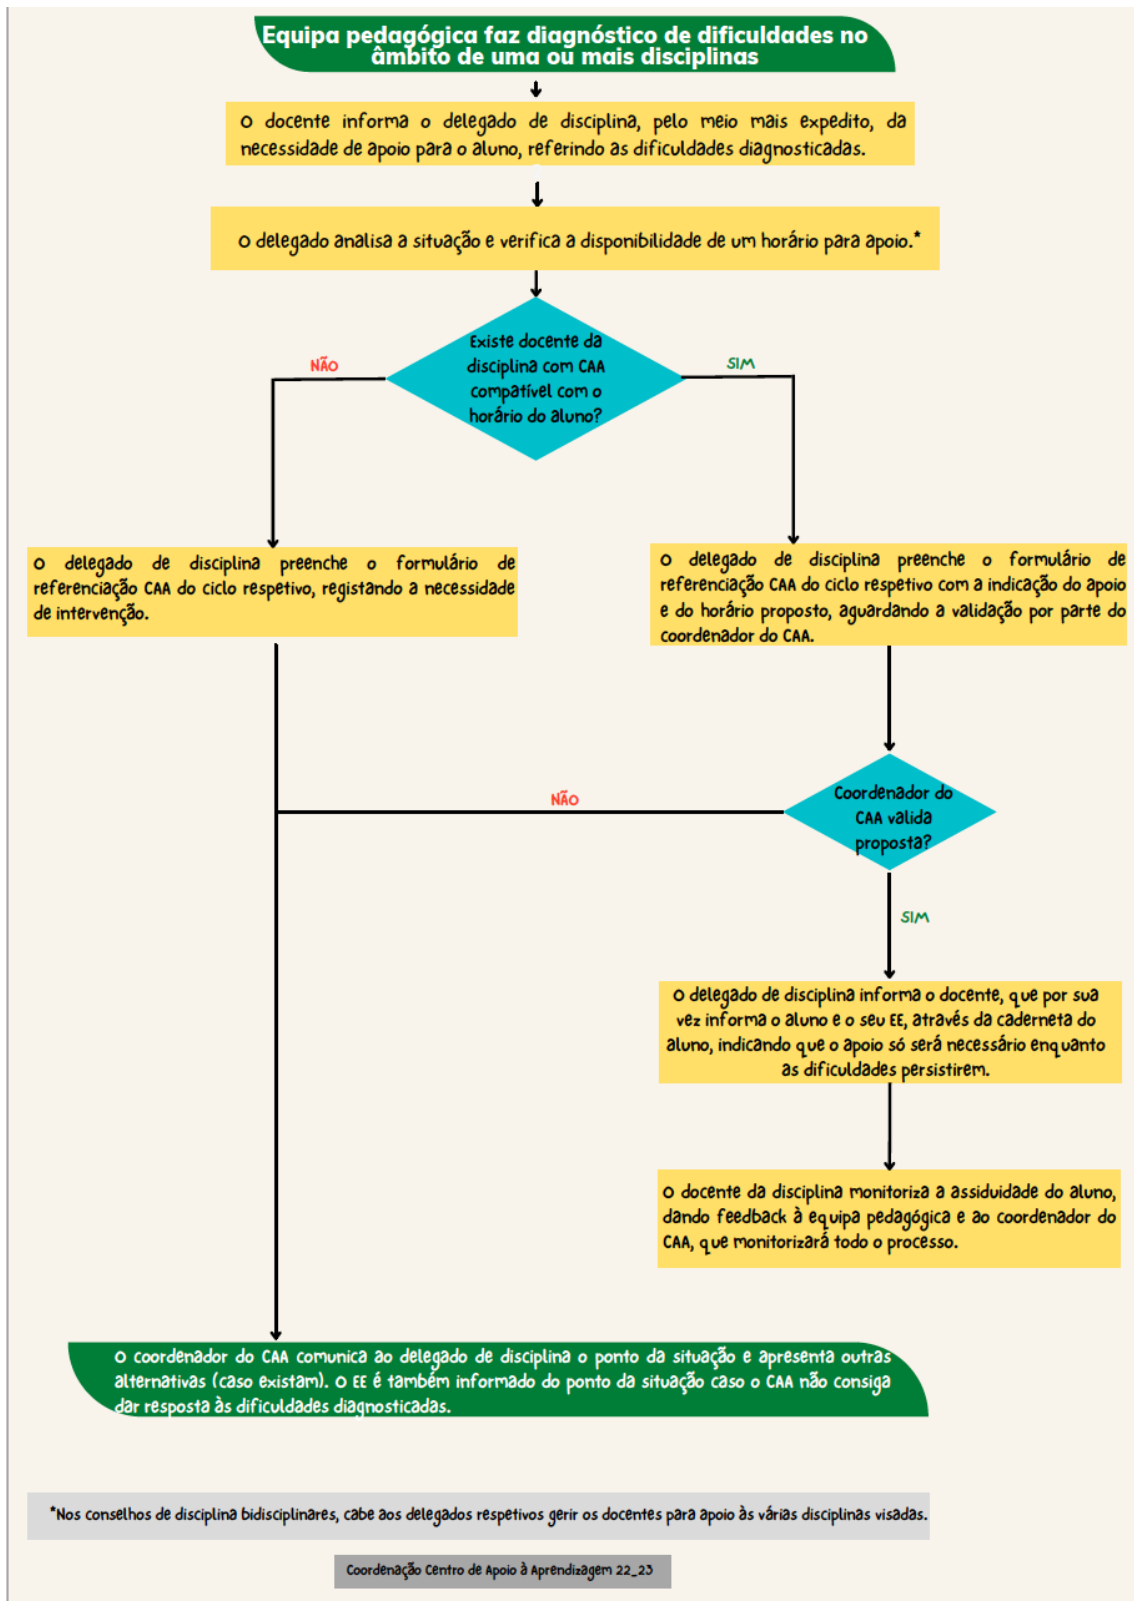 Equipa pedagógica faz diagnóstico de dificuldades no
âmbito de uma ou mais disciplinas
O docente informa o delegado de disciplina, pelo meio mais expedito, da
necessidade de apoio para o aluno, referindo as dificuldades diagnosticadas.
O delegado analisa a situação e verifica a disponibilidade de um horário para apoio.*
Existe docente da
disciplina com CAA
compatível com o
horário do aluno?
NÃO
SIM
O delegado de disciplina preenche o formulário de
referenciação CAA do ciclo respetivo, registando a necessidade
de intervenção.
O delegado de disciplina preenche o formulário de
referenciação CAA do ciclo respetivo com a indicação do apoio
e do horário proposto, aguardando a validação por parte do
coordenador do CAA.
Coordenador do
CAA valida
proposta?
NÃO
SIM
O delegado de disciplina informa o docente, que por sua
vez informa o aluno e o seu EE, através da caderneta do
aluno, indicando que o apoio só será necessário enquanto
as dificuldades persistirem.
O docente da disciplina monitoriza a assiduidade do aluno,
dando feedback à equipa pedagógica e ao coordenador do
CAA, que monitorizará todo o processo.
O coordenador do CAA comunica ao delegado de disciplina o ponto da situação e apresenta outras
alternativas (caso existam). O EE é também informado do ponto da situação caso o CAA não consiga
dar resposta às dificuldades diagnosticadas.
*Nos conselhos de disciplina bidisciplinares, cabe aos delegados respetivos gerir os docentes para apoio às várias disciplinas visadas.
Coordenação Centro de Apoio à Aprendizagem 22_23